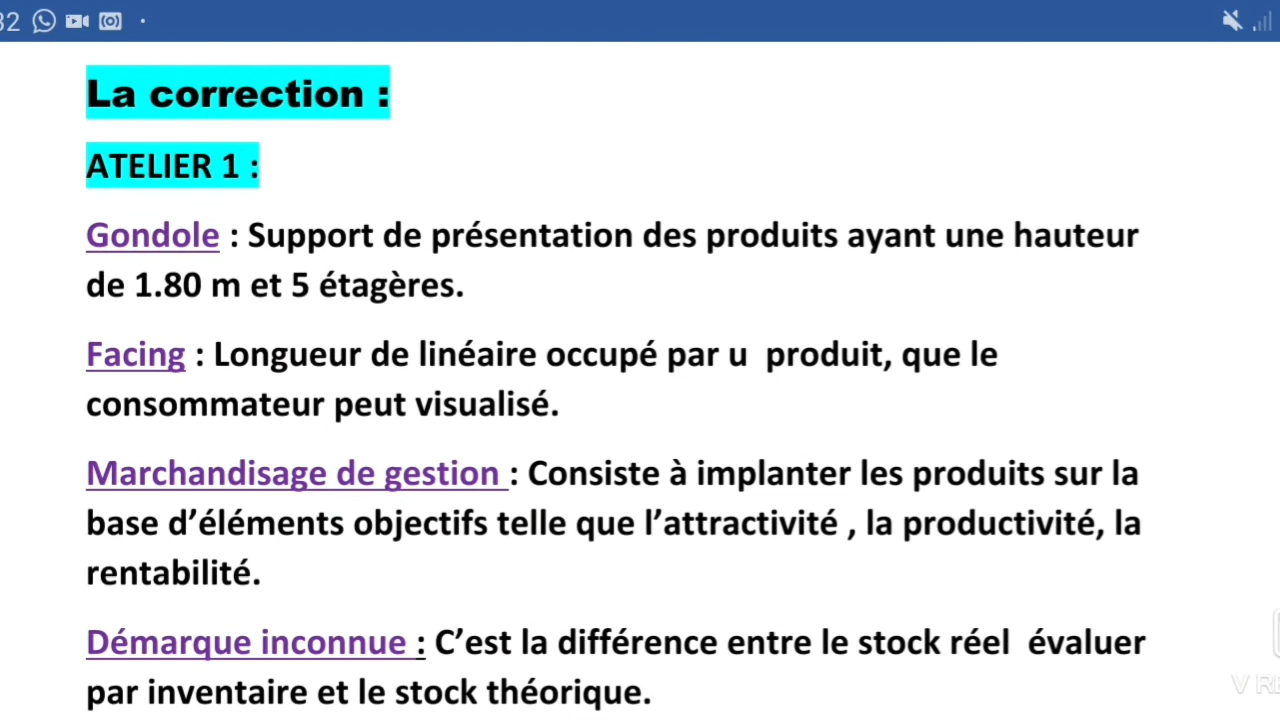 32
La correction :
ATELIER 1 :
Gondole : Support de présentation des produits ayant une hauteur
de 1.80 m et 5 étagères.
Facing : Longueur de linéaire occupé par u  produit, que le
consommateur peut visualisé.
Marchandisage de gestion : Consiste à implanter les produits sur la
base d’éléments objectifs telle que l’attractivité , la productivité, la
rentabilité.
Démarque inconnue : C’est la différence entre le stock réel  évaluer
par inventaire et le stock théorique.